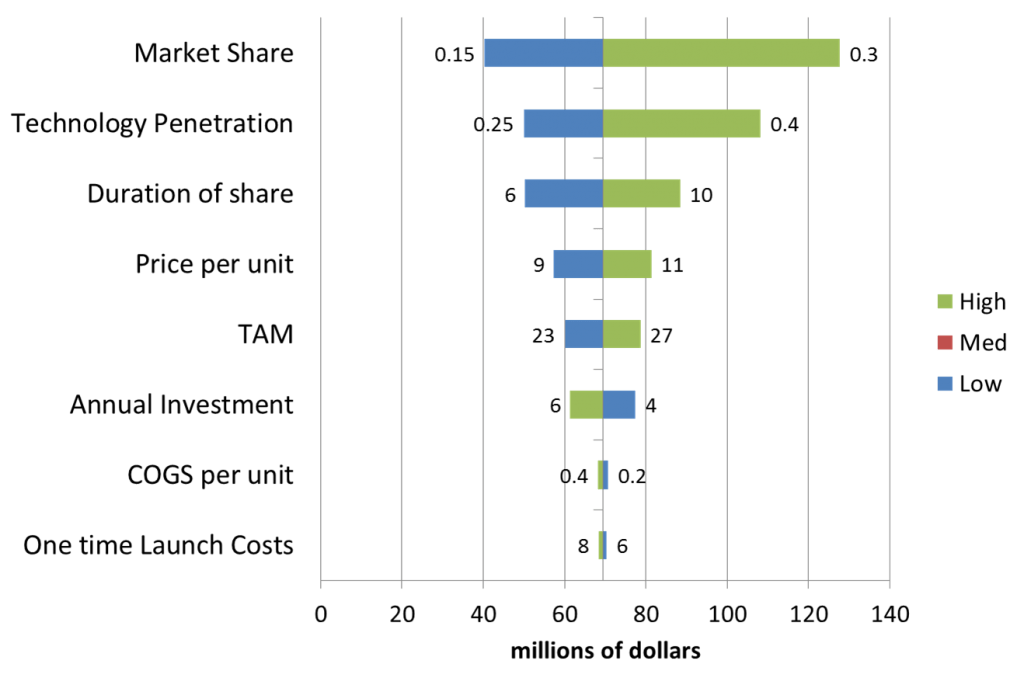 Market Share
0.15
0.3
Technology Penetration
0.25
0.4
Duration of share
6
10
Price per unit
9
11
TAM
23
27
Annual Investment
6
4
COGS per unit
0.4
0.2
One time Launch Costs
8
6
High
Med
Low
0 20 40 60 80 100 120 140
millions of dollars